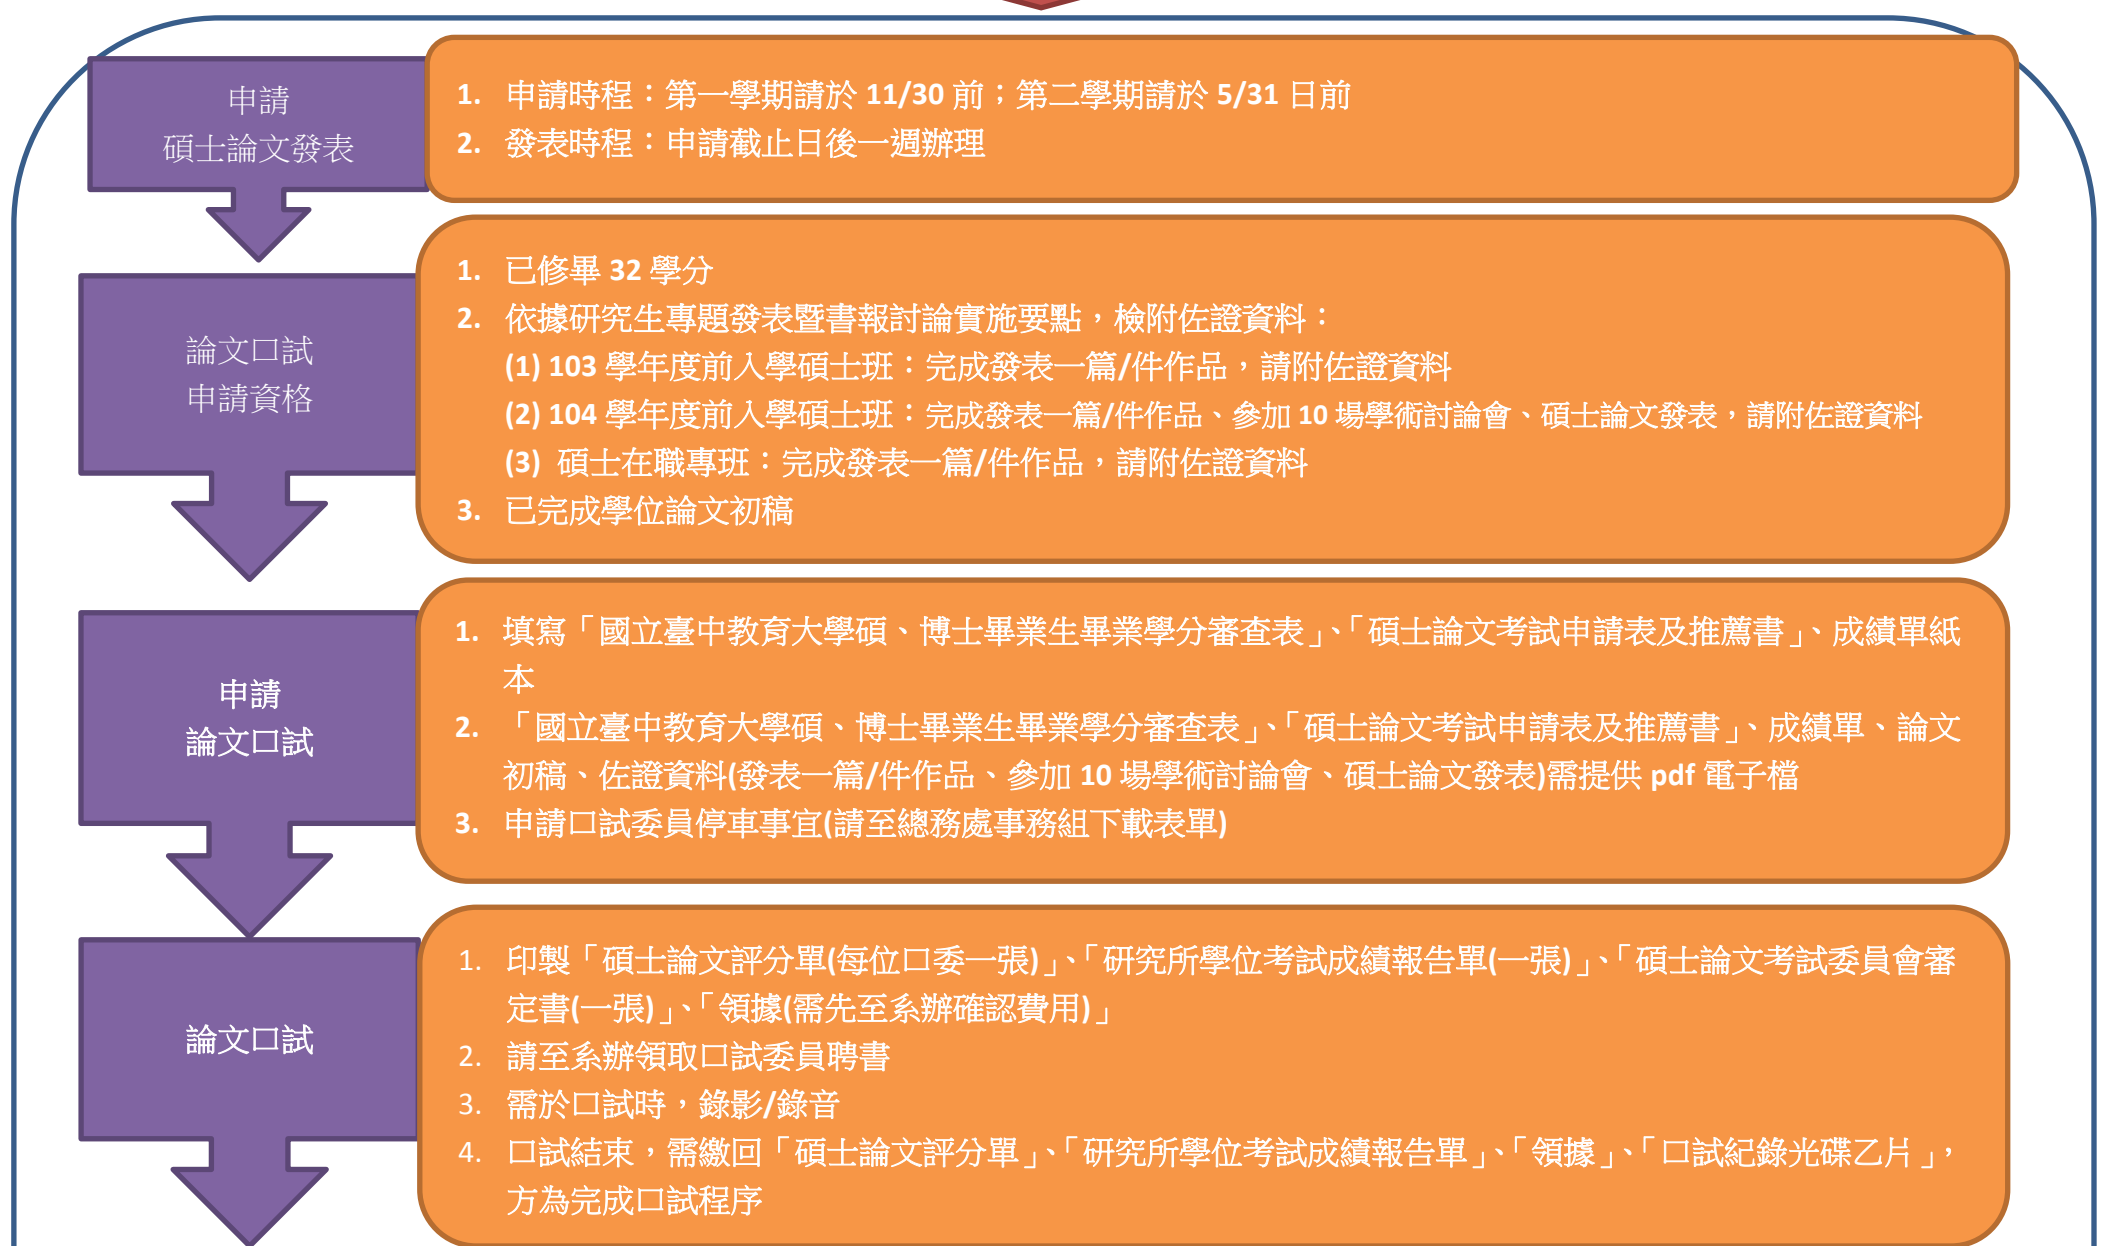 申請
碩士論文發表
1. 申請時程：第一學期請於 11/30 前；第二學期請於 5/31 日前
2. 發表時程：申請截止日後一週辦理
論文口試
申請資格
1. 已修畢 32 學分
2. 依據研究生專題發表暨書報討論實施要點，檢附佐證資料：
(1) 103 學年度前入學碩士班：完成發表一篇/件作品，請附佐證資料
(2) 104 學年度前入學碩士班：完成發表一篇/件作品、參加 10 場學術討論會、碩士論文發表，請附佐證資料
(3) 碩士在職專班：完成發表一篇/件作品，請附佐證資料
3. 已完成學位論文初稿
申請
論文口試
1. 填寫「國立臺中教育大學碩、博士畢業生畢業學分審查表」、「碩士論文考試申請表及推薦書」、成績單紙
本
2. 「國立臺中教育大學碩、博士畢業生畢業學分審查表」、「碩士論文考試申請表及推薦書」、成績單、論文
初稿、佐證資料(發表一篇/件作品、參加 10 場學術討論會、碩士論文發表)需提供 pdf 電子檔
3. 申請口試委員停車事宜(請至總務處事務組下載表單)
論文口試
1. 印製「碩士論文評分單(每位口委一張)」、「研究所學位考試成績報告單(一張)」、「碩士論文考試委員會審
定書(一張)」、「領據(需先至系辦確認費用)」
2. 請至系辦領取口試委員聘書
3. 需於口試時，錄影/錄音
4. 口試結束，需繳回「碩士論文評分單」、「研究所學位考試成績報告單」、「領據」、「口試紀錄光碟乙片」，
方為完成口試程序